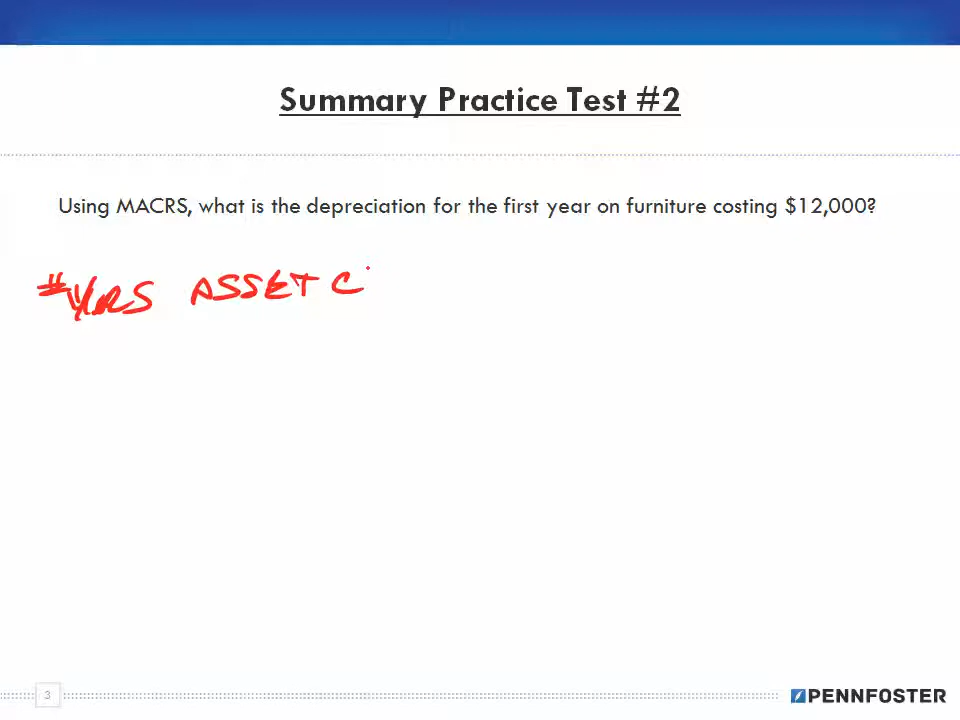 Summary Practice Test #2
Using MACRS, what is the depreciation for the first year on furniture costing $12,000?
# YRS ASSET C
3
PENNFOSTER